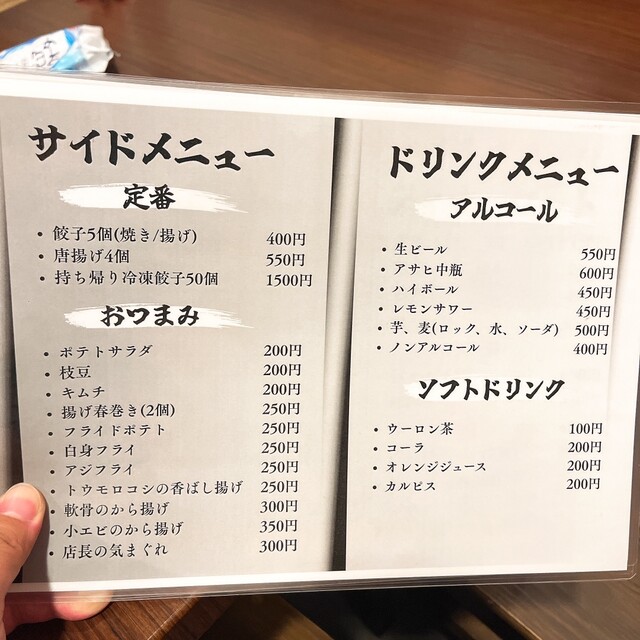 サイドメニュー
定番
・餃子5個(焼き/揚げ) 400円
・唐揚げ4個 550円
・持ち帰り冷凍餃子50個 1500円
おつまみ
・ポテトサラダ 200円
・枝豆 200円
・キムチ 200円
・揚げ春巻き(2個) 250円
・フライドポテト 250円
・白身フライ 250円
・アジフライ 250円
・トウモロコシの香ばし揚げ 250円
・軟骨のから揚げ 300円
・小エビのから揚げ 350円
・店長の気まぐれ 300円
ドリンクメニュー
アルコール
・生ビール 550円
・アサヒ中瓶 600円
・ハイボール 450円
・レモンサワー 450円
・芋、麦(ロック、水、ソーダ) 500円
・ノンアルコール 400円
ソフトドリンク
・ウーロン茶 100円
・コーラ 200円
・オレンジジュース 200円
・カルピス 200円